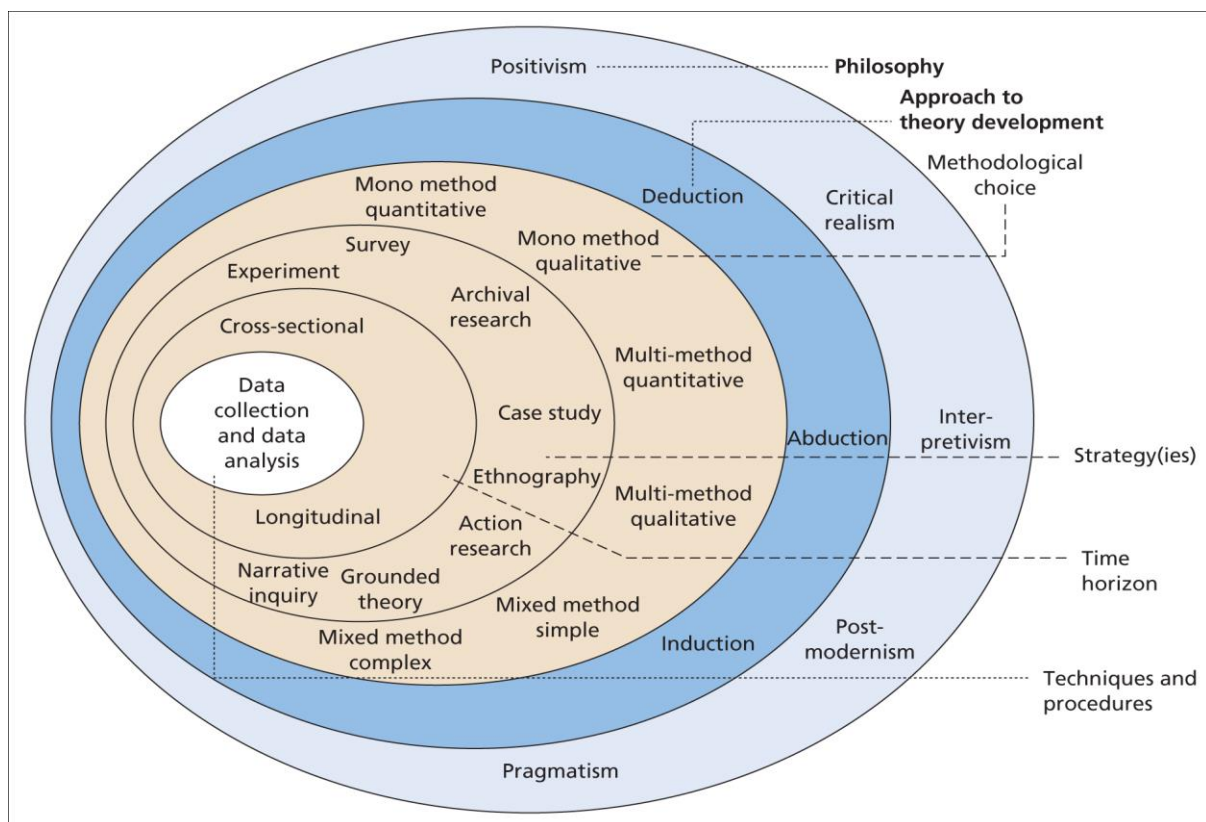 Positivism
Philosophy
Approach to
theory development
Methodological
choice
Mono method
quantitative
Deduction
Critical
realism
Survey
Mono method
qualitative
Experiment
Archival
research
Cross-sectional
Multi-method
quantitative
Data
collection
and data
analysis
Case study
Abduction
Inter-
pretivism
Strategy(ies)
Ethnography
Multi-method
qualitative
Longitudinal
Action
research
Time
horizon
Narrative
inquiry
Grounded
theory
Mixed method
simple
Mixed method
complex
Induction
Post-
modernism
Techniques and
procedures
Pragmatism